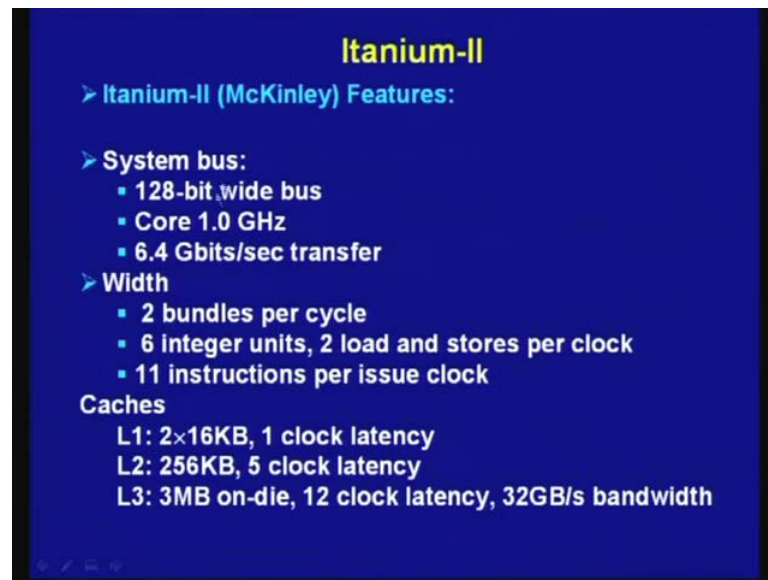 Itanium-II
➢ Itanium-II (McKinley) Features:
➢ System bus:
▪ 128-bit wide bus
▪ Core 1.0 GHz
▪ 6.4 Gbits/sec transfer
➢ Width
▪ 2 bundles per cycle
▪ 6 integer units, 2 load and stores per clock
▪ 11 instructions per issue clock
Caches
L1: 2×16KB, 1 clock latency
L2: 256KB, 5 clock latency
L3: 3MB on-die, 12 clock latency, 32GB/s bandwidth